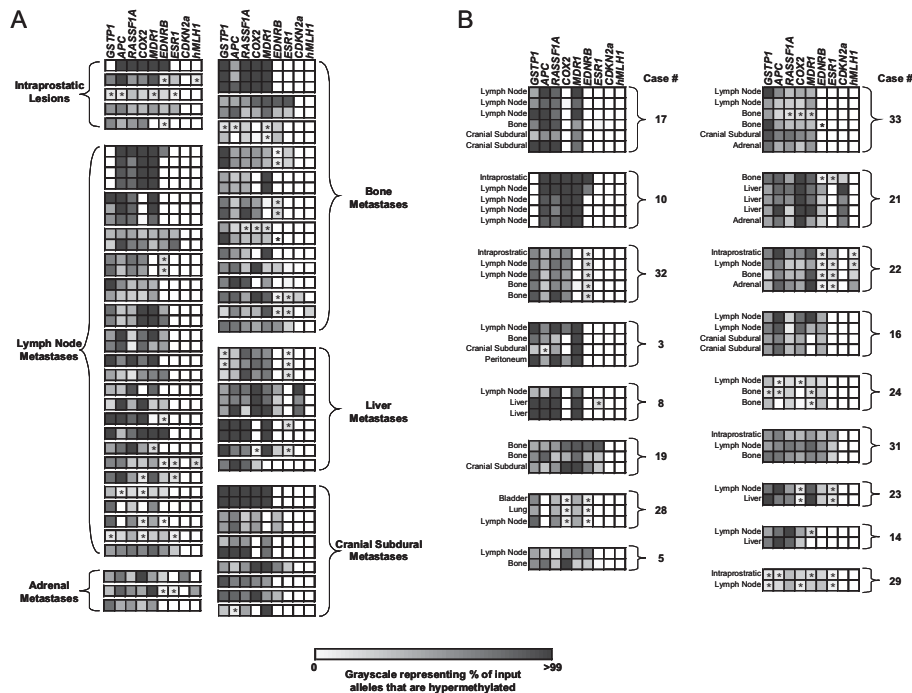 A
GSTP1 APC RASSF1A COX2 MDR1 EDNRB ESR1 CDKN2a hMLH1
GSTP1 APC RASSF1A COX2 MDR1 EDNRB ESR1 CDKN2a hMLH1
Intraprostatic
Lesions
Lymph Node
Metastases
Adrenal
Metastases
Bone
Metastases
Liver
Metastases
Cranial Subdural
Metastases
B
GSTP1 APC RASSF1A COX2 MDR1 EDNRB ESR1 CDKN2a hMLH1
Case #
Lymph Node
Lymph Node
Lymph Node
Bone
Cranial Subdural
Cranial Subdural
17
Intraprostatic
Lymph Node
Lymph Node
Lymph Node
Lymph Node
10
Intraprostratic
Lymph Node
Lymph Node
Bone
Bone
32
Lymph Node
Bone
Cranial Subdural
Peritoneum
3
Lymph Node
Liver
Liver
8
Bone
Bone
Cranial Subdural
19
Bladder
Lung
Lymph Node
28
Lymph Node
Bone
5
GSTP1 APC RASSF1A COX2 MDR1 EDNRB ESR1 CDKN2a hMLH1
Case #
Lymph Node
Lymph Node
Bone
Bone
Cranial Subdural
Adrenal
33
Bone
Liver
Liver
Adrenal
21
Intraprostratic
Lymph Node
Bone
Adrenal
22
Lymph Node
Lymph Node
Cranial Subdural
Cranial Subdural
16
Lymph Node
Bone
Bone
24
Intraprostratic
Lymph Node
Bone
31
Lymph Node
Liver
23
Lymph Node
Liver
14
Intraprostratic
Lymph Node
29
0 >99
Grayscale representing % of input
alleles that are hypermethylated